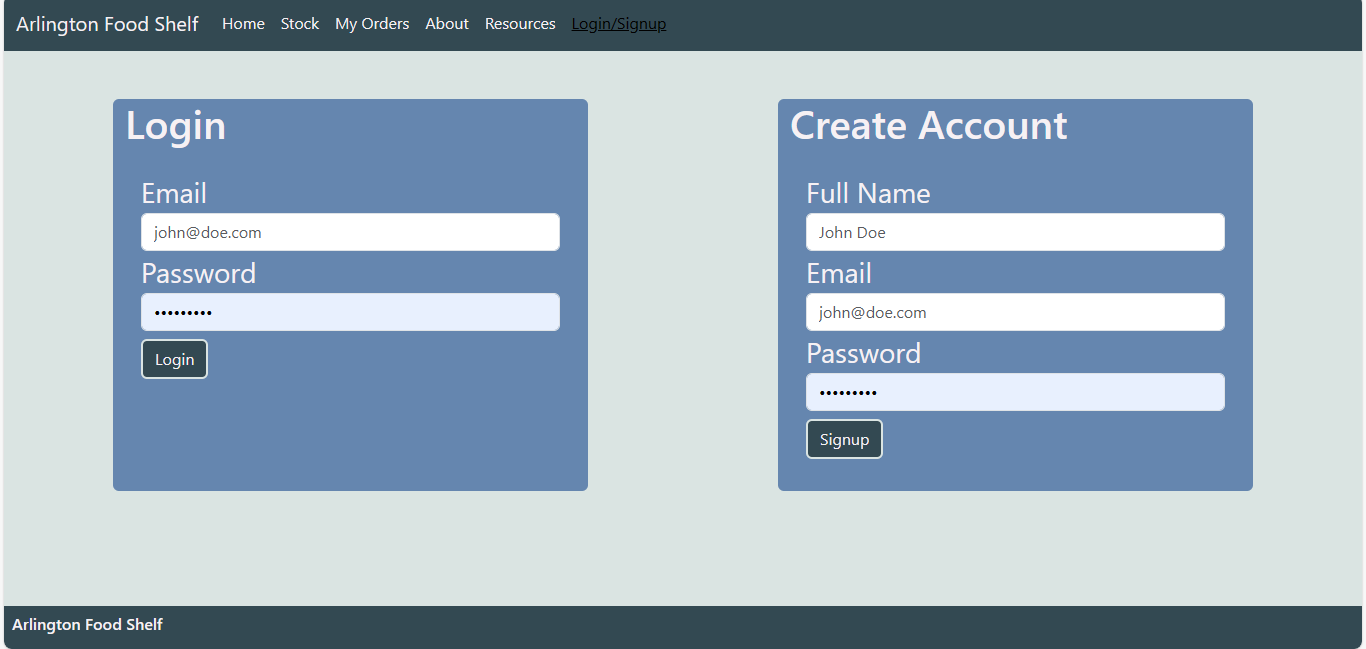 Arlington Food Shelf Home Stock My Orders About Resources Login/Signup
Login
Email
john@doe.com
Password
•••••••••
Login
Create Account
Full Name
John Doe
Email
john@doe.com
Password
•••••••••
Signup
Arlington Food Shelf